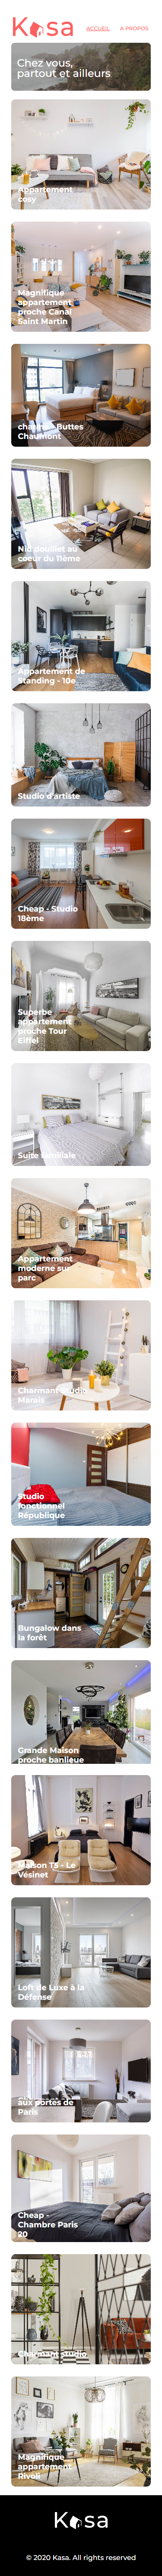 Kasa
ACCUEIL A PROPOS
Chez vous,
partout et ailleurs
Appartement
cosy
Magnifique
appartement
proche Canal
Saint Martin
Buttes
Chaumont
Nid douillet au
coeur du 11ème
Appartement de
Standing - 10e
Studio d'artiste
Cheap - Studio
18ème
Superbe
appartement
proche Tour
Eiffel
Suite familiale
Appartement
moderne sur
parc
Charmant Studio
Marais
Studio
fonctionnel
République
Bungalow dans
la forêt
Grande Maison
proche banlieue
Maison T5 - Le
Vésinet
Loft de Luxe à la
Défense
aux portes de
Paris
Cheap -
Chambre Paris
20
Charmant studio
Magnifique
appartement
Rivoli
Kasa
© 2020 Kasa. All rights reserved